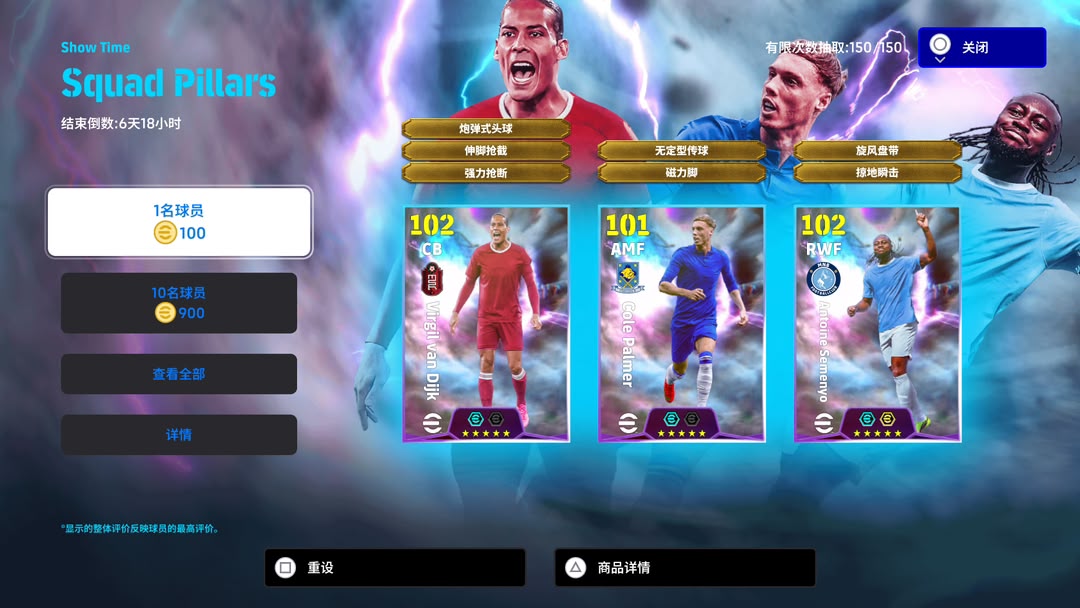 Show Time
Squad Pillars
结束倒数:6天18小时
有限次数抽取:150/150
关闭
1名球员
100
10名球员
900
查看全部
详情
炮弹式头球
伸脚抢截
强力抢断
无定型传球
磁力脚
旋风盘带
掠地瞬击
102
CB
Virgil van Dijk
101
AMF
Cole Palmer
102
RWF
Antoine Semenyo
*显示的整体评价反映球员的最高评价。
重设
商品详情